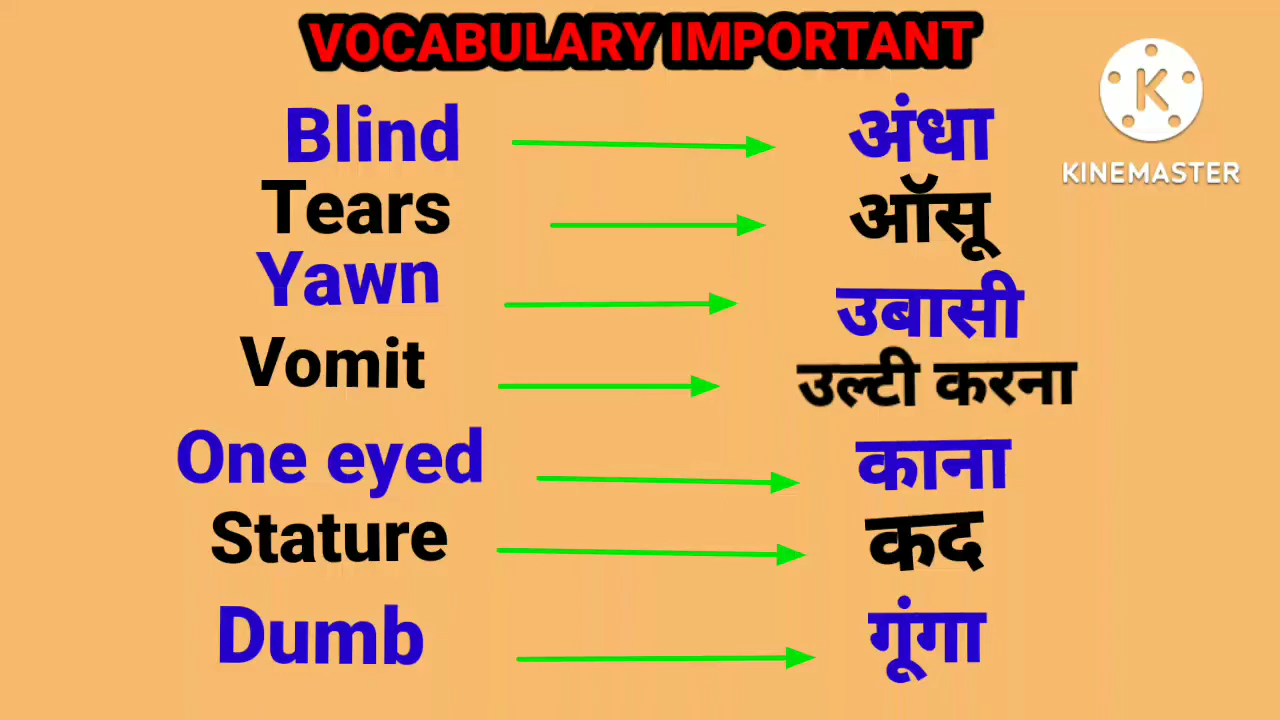 VOCABULARY IMPORTANT
K
KINEMASTER
Blind अंधा
Tears ऑसू
Yawn उबासी
Vomit उल्टी करना
One eyed काना
Stature कद
Dumb गूंगा